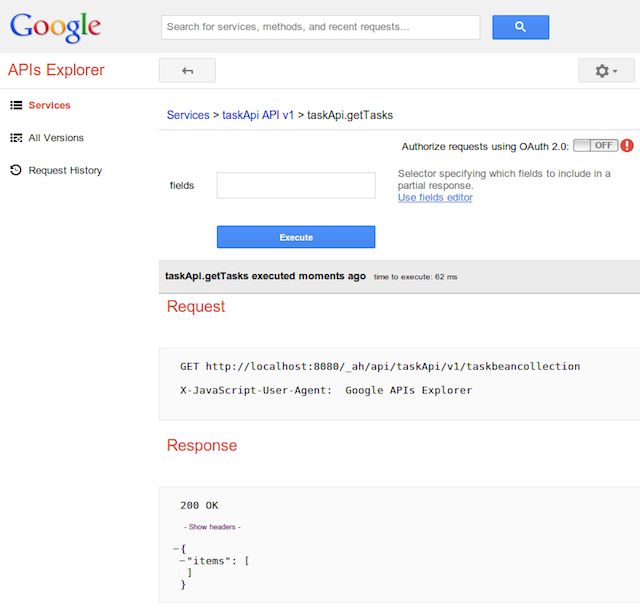 Google
Search for services, methods, and recent requests...
APIs Explorer
Services
All Versions
Request History
Services > taskApi API v1 > taskApi.getTasks
Authorize requests using OAuth 2.0: OFF
fields
Selector specifying which fields to include in a
partial response.
Use fields editor
Execute
taskApi.getTasks executed moments ago time to execute: 62 ms
Request
GET http://localhost:8080/_ah/api/taskApi/v1/taskbeancollection
X-JavaScript-User-Agent: Google APIs Explorer
Response
200 OK
- Show headers -
{
"items": [
]
}